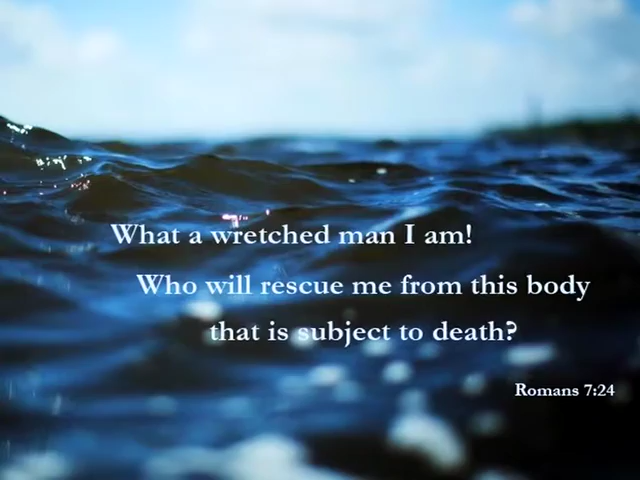 What a wretched man I am!
Who will rescue me from this body
that is subject to death?
Romans 7:24